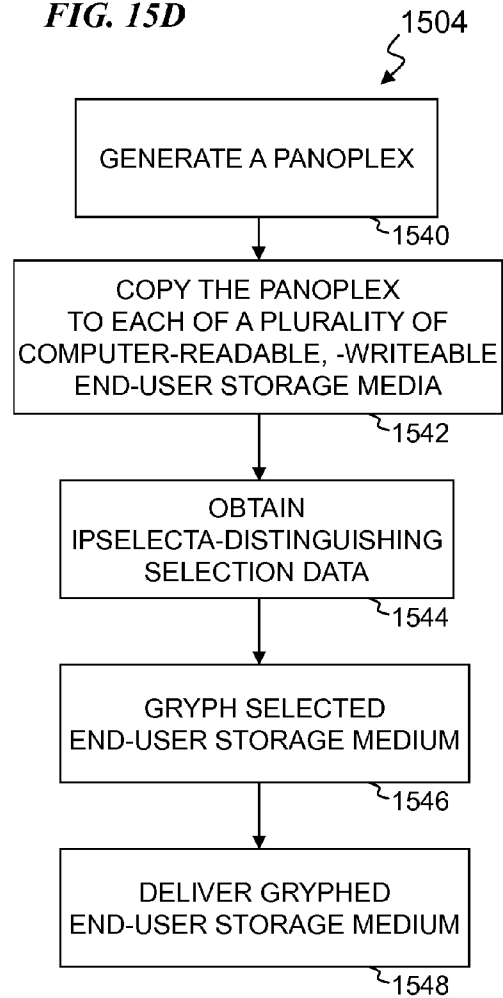 FIG. 15D
1504
GENERATE A PANOPLEX
1540
COPY THE PANOPLEX
TO EACH OF A PLURALITY OF
COMPUTER-READABLE, -WRITEABLE
END-USER STORAGE MEDIA
1542
OBTAIN
IPSELECTA-DISTINGUISHING
SELECTION DATA
1544
GRYPH SELECTED
END-USER STORAGE MEDIUM
1546
DELIVER GRYPHED
END-USER STORAGE MEDIUM
1548